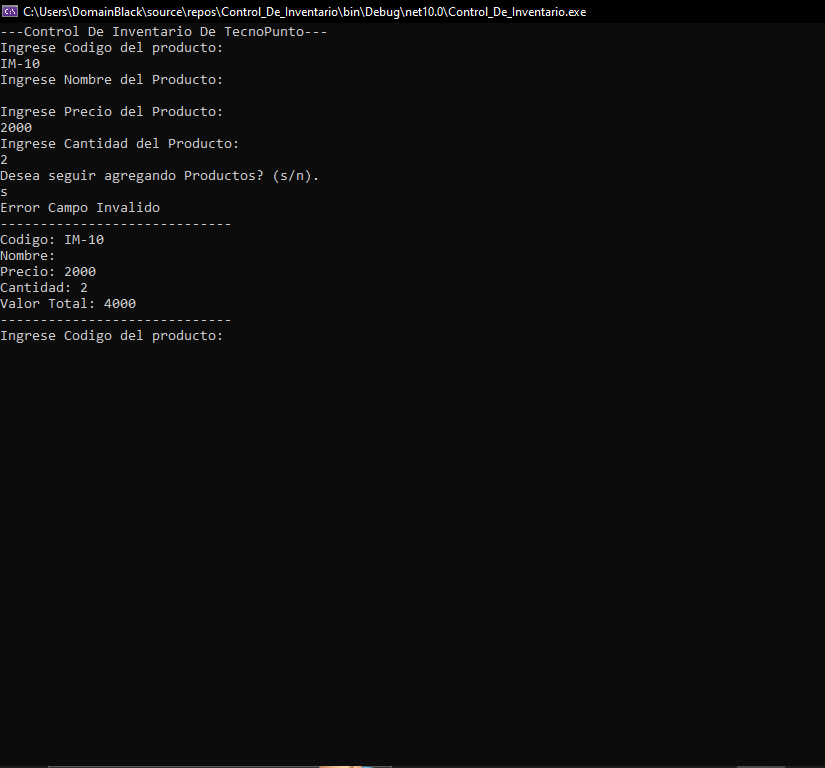 C:\Users\DomainBlack\source\repos\Control_De_Inventario\bin\Debug\net10.0\Control_De_Inventario.exe
---Control De Inventario De TecnoPunto---
Ingrese Codigo del producto:
IM-10
Ingrese Nombre del Producto:
Ingrese Precio del Producto:
2000
Ingrese Cantidad del Producto:
2
Desea seguir agregando Productos? (s/n).
s
Error Campo Invalido
-----------------------------
Codigo: IM-10
Nombre:
Precio: 2000
Cantidad: 2
Valor Total: 4000
-----------------------------
Ingrese Codigo del producto: